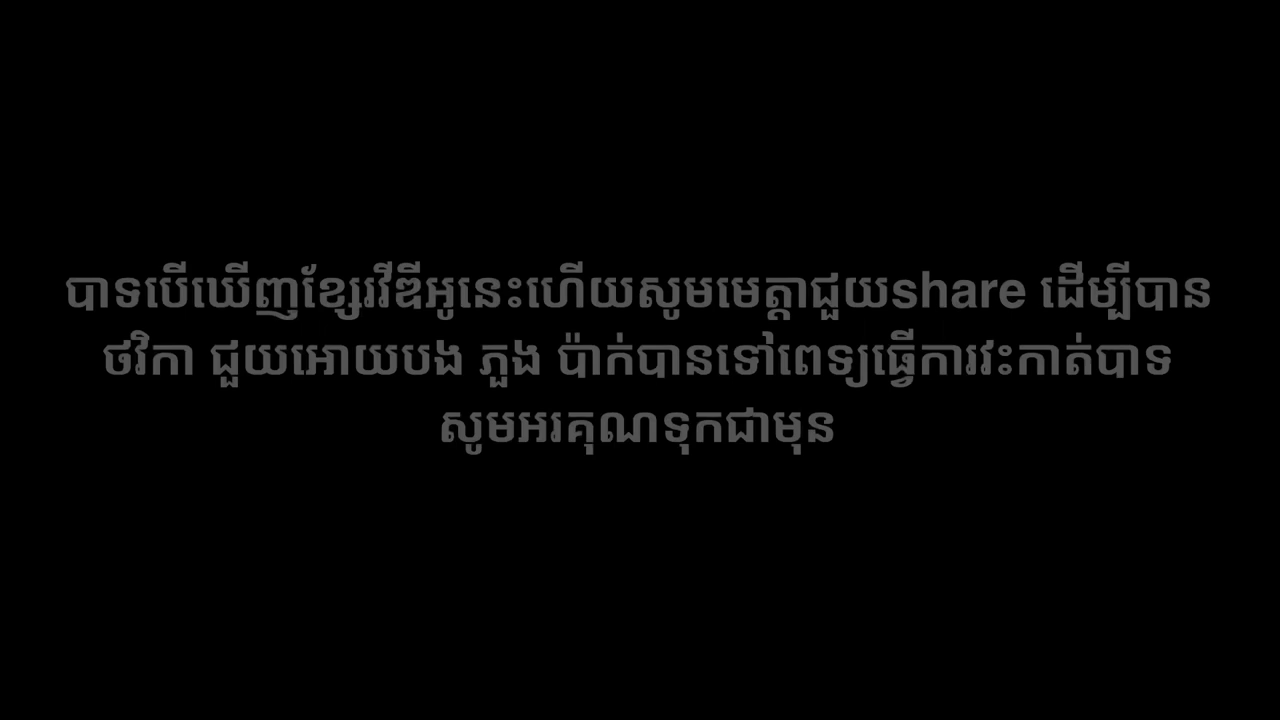 បាទបើឃើញខ្សែរវីឌីអូនេះហើយសូមមេត្តាជួយshare ដើម្បីបាន
ថវិកា ជួយអោយបង ភួង ប៉ាក់បានទៅពេទ្យធ្វើការវះកាត់បាទ
សូមអរគុណទុកជាមុន